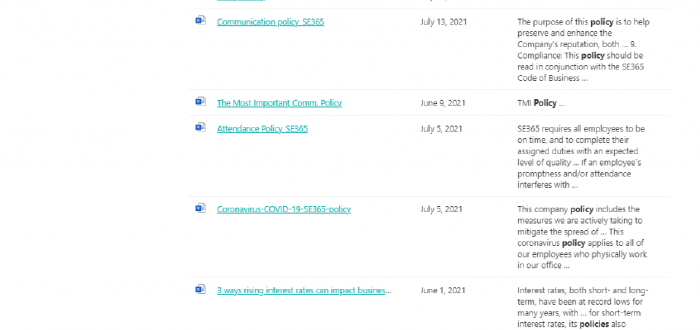 Communication policy_SE365 July 13, 2021 The purpose of this policy is to help
preserve and enhance the
Company's reputation, both ... 9.
Compliance: This policy should be
read in conjunction with the SE365
Code of Business ...
The Most Important Comm. Policy June 9, 2021 TMI Policy ...
Attendance Policy_SE365 July 5, 2021 SE365 requires all employees to be
on time, and to complete their
assigned duties with an expected
level of quality ... If an employee's
promptness and/or attendance
interferes with ...
Coronavirus-COVID-19-SE365-policy July 5, 2021 This company policy includes the
measures we are actively taking to
mitigate the spread of ... This
coronavirus policy applies to all of
our employees who physically work
in our office ...
3 ways rising interest rates can impact busines... June 1, 2021 Interest rates, both short- and long-
term, have been at record lows for
many years, with ... for short-term
interest rates, its policies also